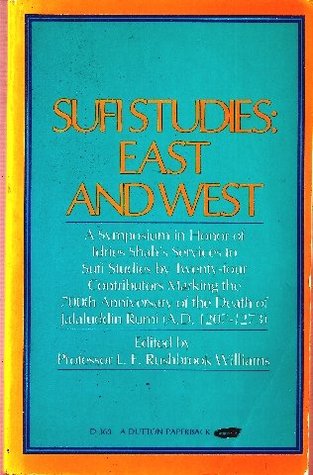 SUFI STUDIES:
EAST
AND WEST
A Symposium in Honor of
Idries Shah's Services to
Sufi Studies by Twenty-four
Contributors Marking the
700th Anniversary of the Death of
Jalaluddin Rumi (A.D. 1207-1273)
Edited by
Professor L. F. Rushbrook Williams
D 360 A DUTTON PAPERBACK